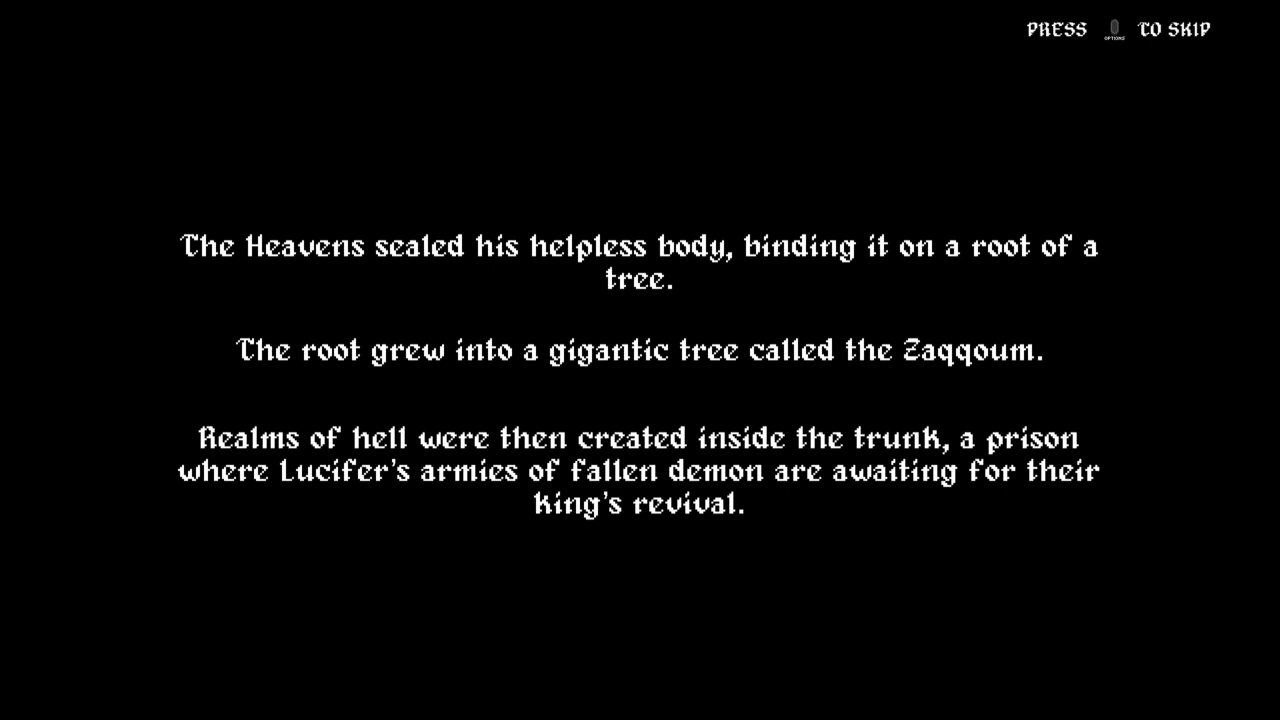 PRESS OPTIONS TO SKIP
The Heavens sealed his helpless body, binding it on a root of a
tree.
The root grew into a gigantic tree called the Zaqqoum.
Realms of hell were then created inside the trunk, a prison
where Lucifer's armies of fallen demon are awaiting for their
king's revival.